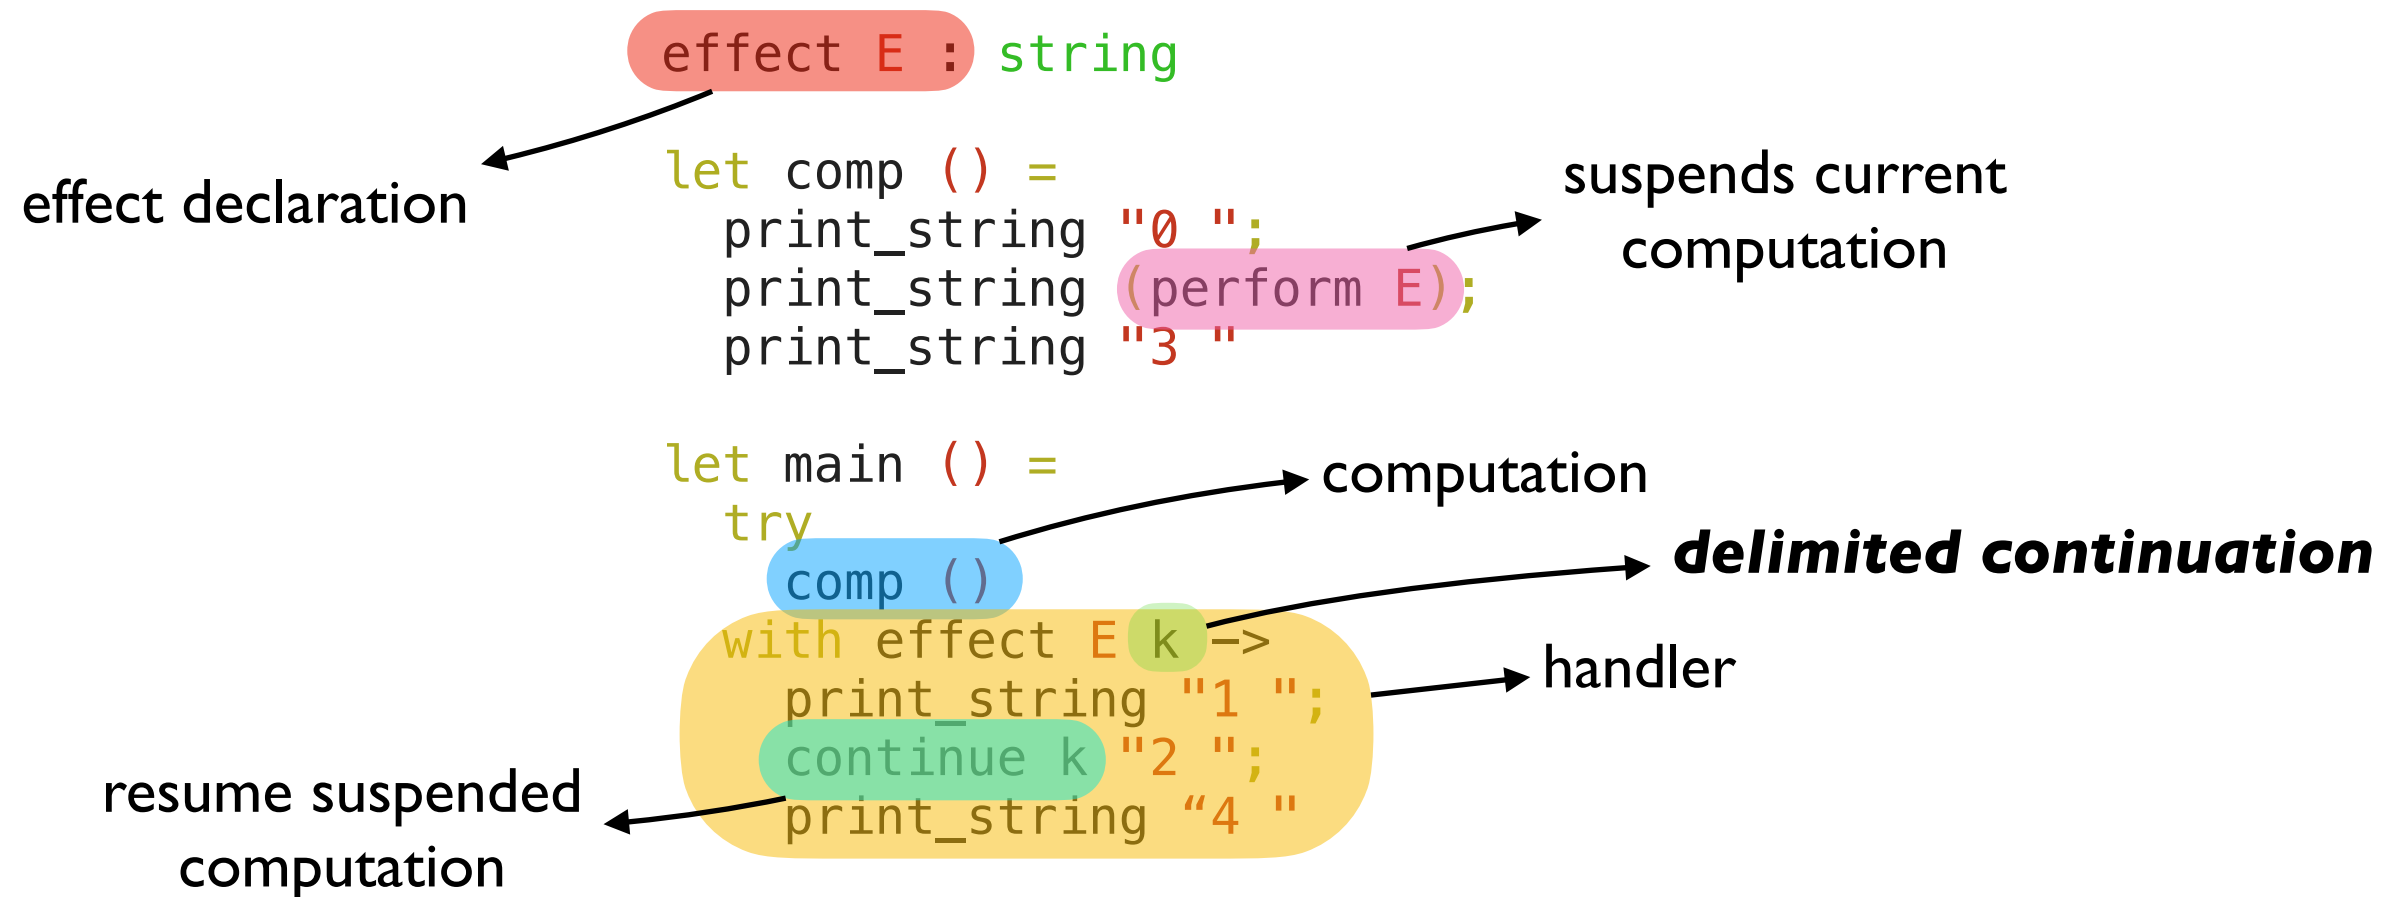 effect E : string
effect declaration
let comp () =
print_string "0 ";
print_string (perform E);
print_string "3 "
suspends current
computation
let main () =
try
comp ()
with effect E k ->
print_string "1 ";
continue k "2 ";
print_string “4 "
computation
delimited continuation
handler
resume suspended
computation